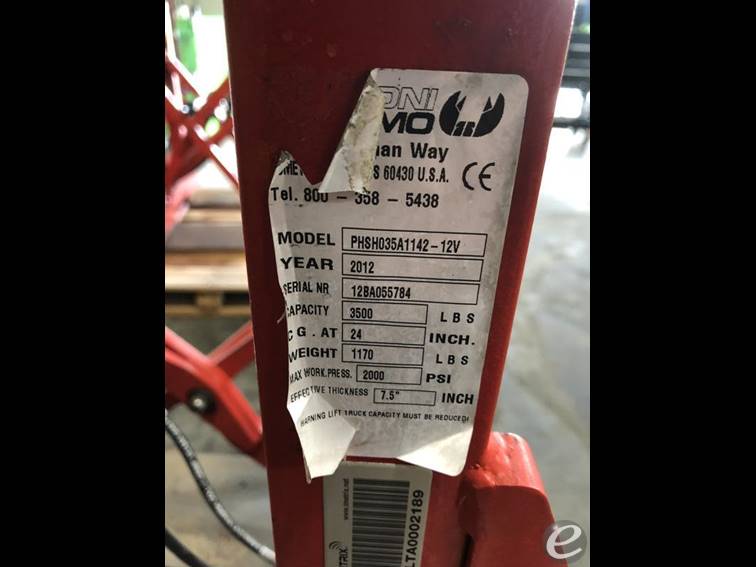 MO
an Way
S 60430 U.S.A. CE
Tel. 800 - 358 - 5438
MODEL PHSH035A1142-12V
YEAR 2012
SERIAL NR 12BA055784
CAPACITY 3500 LBS
C G . AT 24 INCH.
WEIGHT 1170 LBS
MAX WORK. PRESS. 2000 PSI
EFFECTIVE THICKNESS 7.5" INCH
WARNING LIFT TRUCK CAPACITY MUST BE REDUCED!
LTA0002189
e